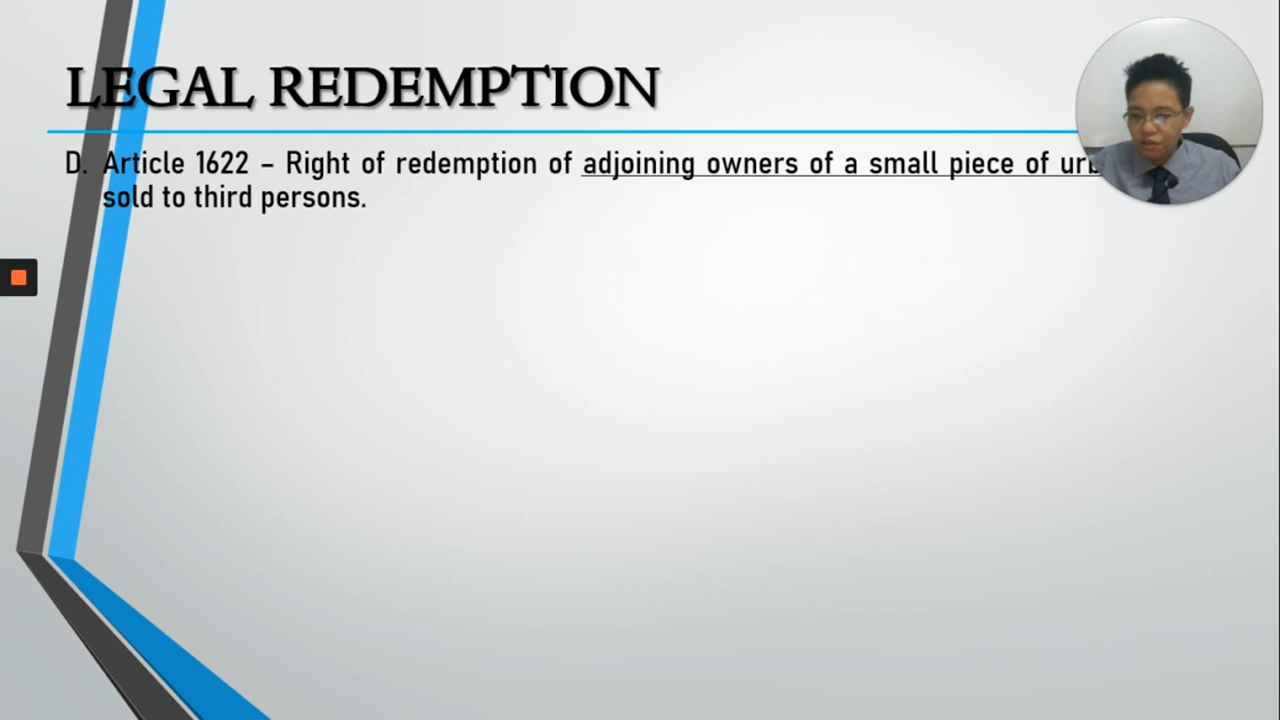 LEGAL REDEMPTION
D. Article 1622 – Right of redemption of adjoining owners of a small piece of
sold to third persons.